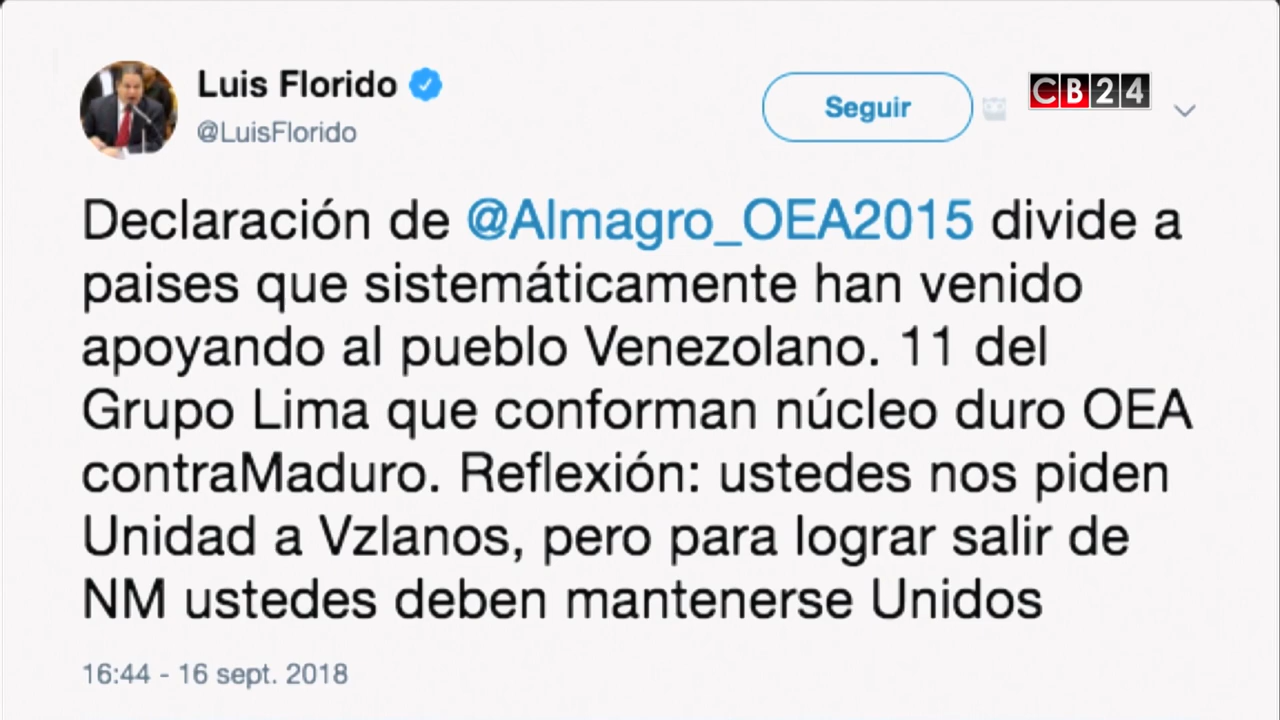 Luis Florido
@LuisFlorido
Seguir
CB24
Declaración de @Almagro_OEA2015 divide a
paises que sistemáticamente han venido
apoyando al pueblo Venezolano. 11 del
Grupo Lima que conforman núcleo duro OEA
contraMaduro. Reflexión: ustedes nos piden
Unidad a Vzlanos, pero para lograr salir de
NM ustedes deben mantenerse Unidos
16:44 - 16 sept. 2018